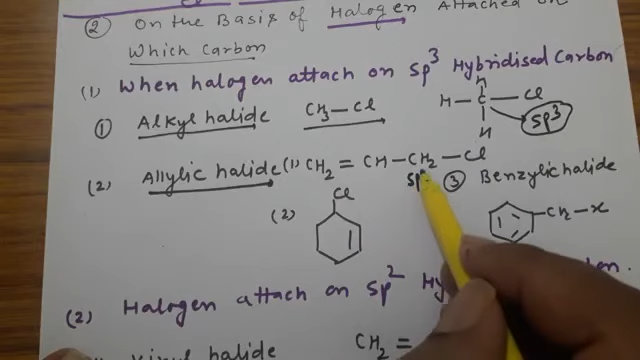 ② On the Basis of Halogen Attached on
Which Carbon
(1) When halogen attach on sp³ Hybridised Carbon
① Alkyl halide CH₃—Cl
H
H—C—Cl
H
sp³
(2) Allylic halide (1) CH₂=CH—CH₂—Cl
sp
③ Benzylic halide
(2)
Cl
CH₂—x
(2) Halogen attach on sp² Hy
halide CH₂=